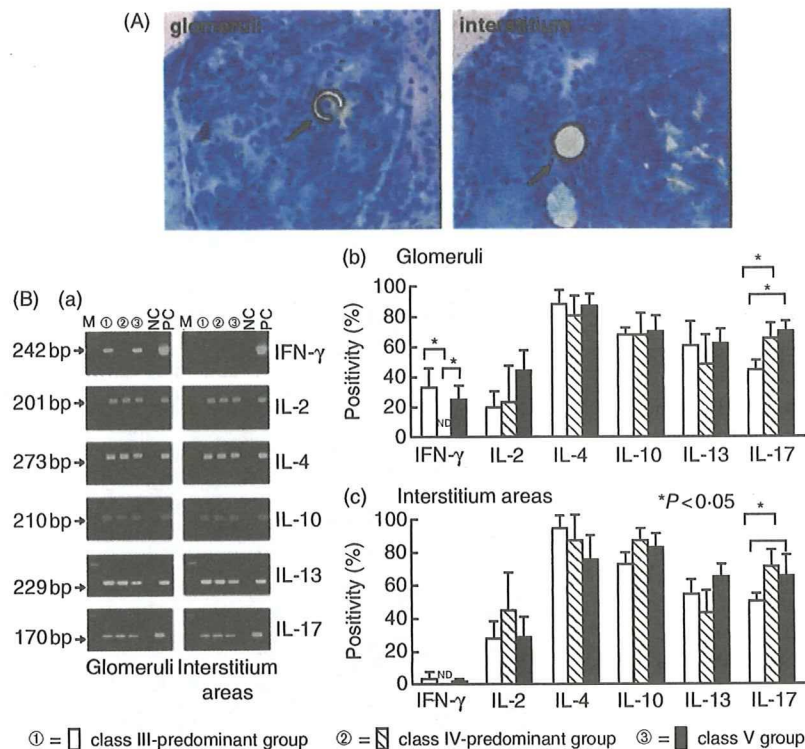 (A)
glomeruli
interstitium
(B) (a)
M ① ② ③ NC PC
M ① ② ③ NC PC
242 bp
IFN-γ
201 bp
IL-2
273 bp
IL-4
210 bp
IL-10
229 bp
IL-13
170 bp
IL-17
Glomeruli
Interstitium areas
(b) Glomeruli
Positivity (%)
100
80
60
40
20
0
* * ND * *
IFN-γ IL-2 IL-4 IL-10 IL-13 IL-17
(c) Interstitium areas
*P < 0·05
Positivity (%)
100
80
60
40
20
0
ND *
IFN-γ IL-2 IL-4 IL-10 IL-13 IL-17
① = class III-predominant group ② = class IV-predominant group ③ = class V group